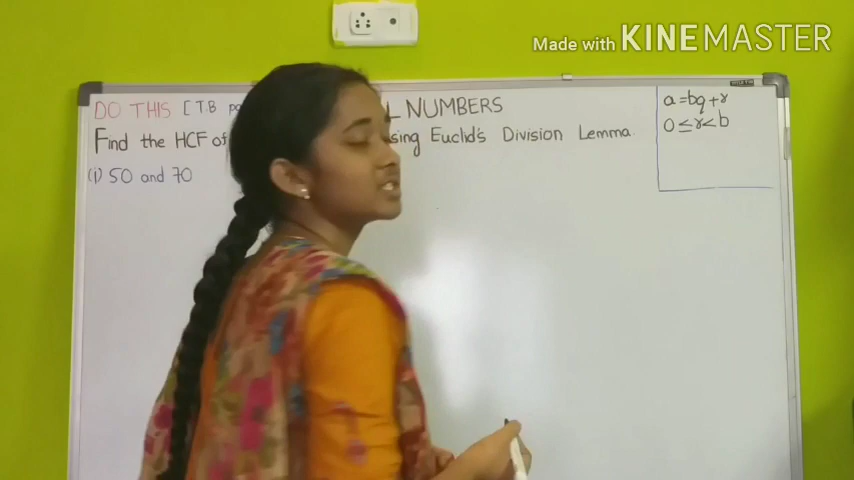 Made with KINEMASTER
DO THIS [ T.B L NUMBERS
Find the HCF of sing Euclid's Division Lemma.
(i) 50 and 70
a = bq + r
0 ≤ r < b